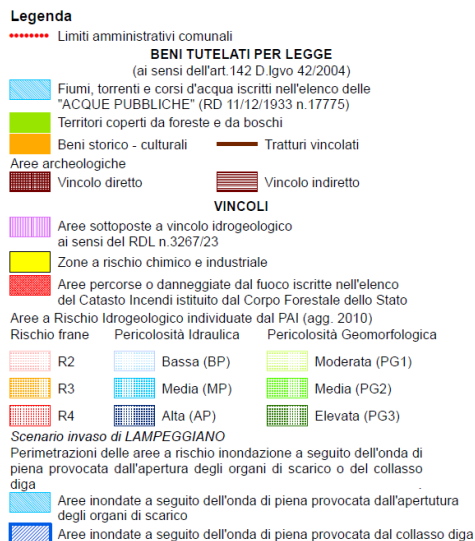 Legenda
Limiti amministrativi comunali
BENI TUTELATI PER LEGGE
(ai sensi dell'art.142 D.lgvo 42/2004)
Fiumi, torrenti e corsi d'acqua iscritti nell'elenco delle
"ACQUE PUBBLICHE" (RD 11/12/1933 n.17775)
Territori coperti da foreste e da boschi
Beni storico - culturali Tratturi vincolati
Aree archeologiche
Vincolo diretto Vincolo indiretto
VINCOLI
Aree sottoposte a vincolo idrogeologico
ai sensi del RDL n.3267/23
Zone a rischio chimico e industriale
Aree percorse o danneggiate dal fuoco iscritte nell'elenco
del Catasto Incendi istituito dal Corpo Forestale dello Stato
Aree a Rischio Idrogeologico individuate dal PAI (agg. 2010)
Rischio frane Pericolosità Idraulica Pericolosità Geomorfologica
R2 Bassa (BP) Moderata (PG1)
R3 Media (MP) Media (PG2)
R4 Alta (AP) Elevata (PG3)
Scenario invaso di LAMPEGGIANO
Perimetrazioni delle aree a rischio inondazione a seguito dell'onda di
piena provocata dall'apertura degli organi di scarico o del collasso
diga .
Aree inondate a seguito dell'onda di piena provocata dall'apertutura
degli organi di scarico
Aree inondate a seguito dell'onda di piena provocata dal collasso diga